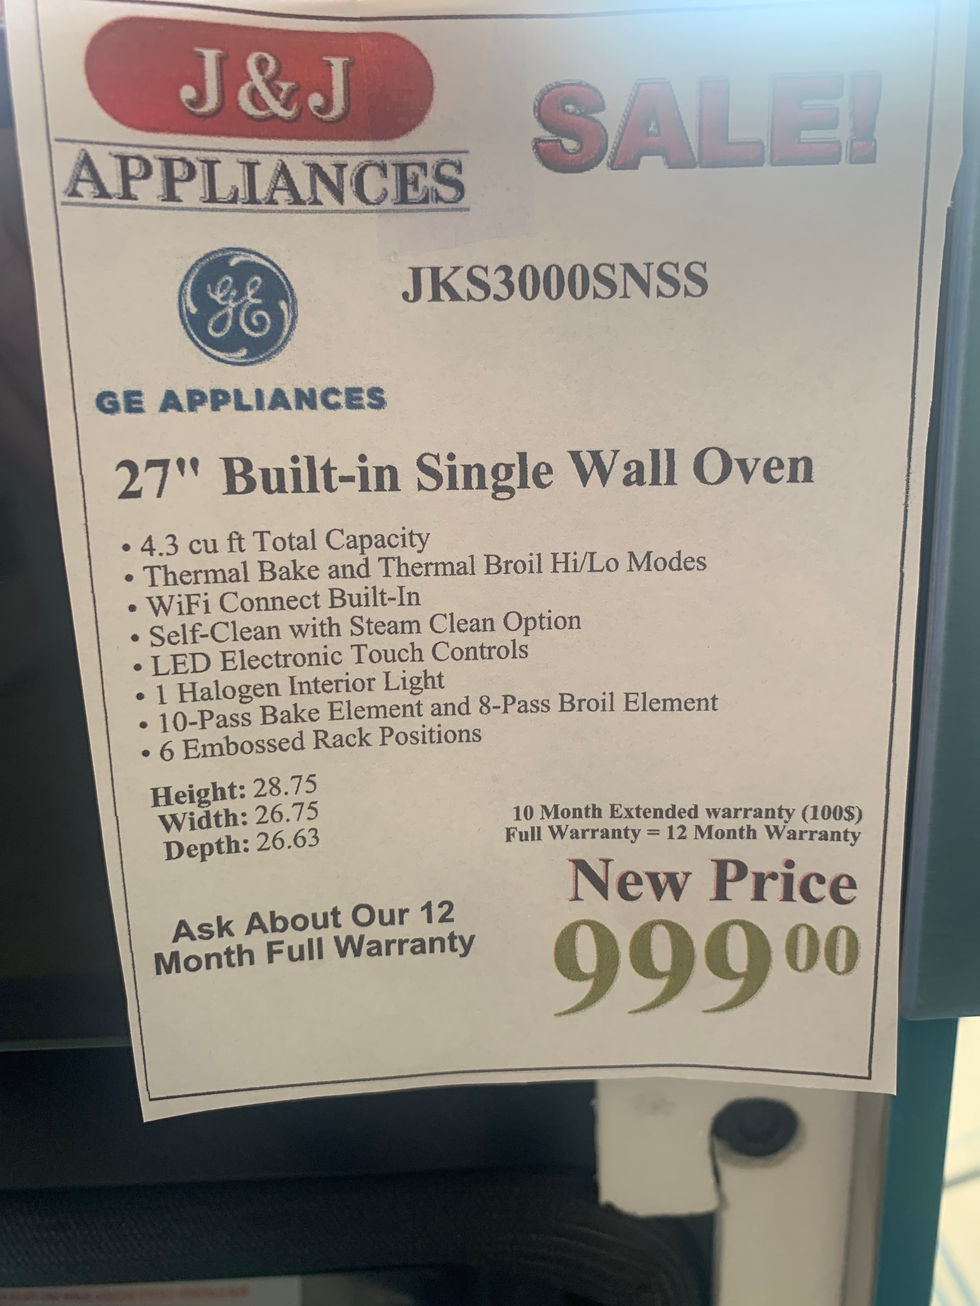 J&J
APPLIANCES
SALE!
GE
JKS3000SNSS
GE APPLIANCES
27" Built-in Single Wall Oven
• 4.3 cu ft Total Capacity
• Thermal Bake and Thermal Broil Hi/Lo Modes
• WiFi Connect Built-In
• Self-Clean with Steam Clean Option
• LED Electronic Touch Controls
• 1 Halogen Interior Light
• 10-Pass Bake Element and 8-Pass Broil Element
• 6 Embossed Rack Positions
Height: 28.75
Width: 26.75
Depth: 26.63
10 Month Extended warranty (100$)
Full Warranty = 12 Month Warranty
New Price
999 00
Ask About Our 12
Month Full Warranty